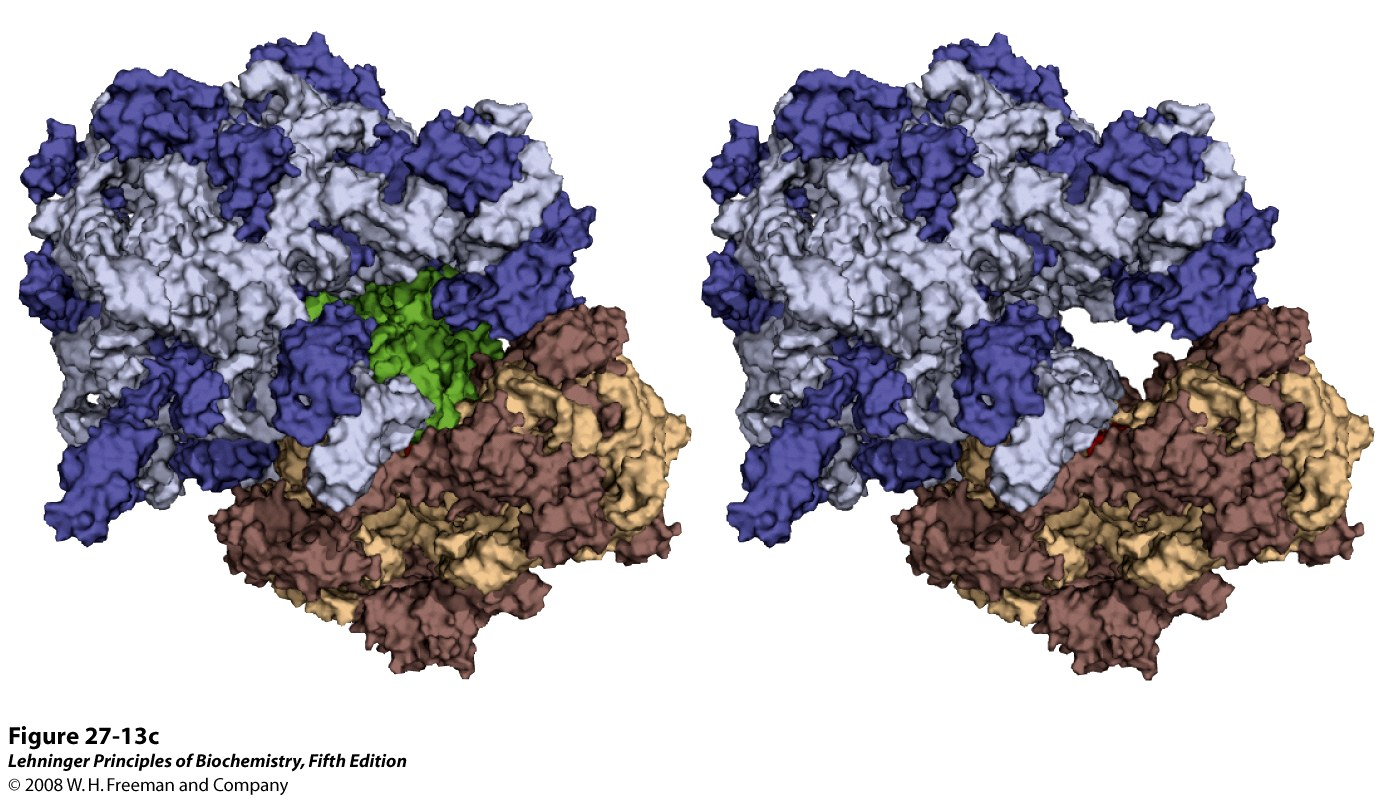 Figure 27-13c
Lehninger Principles of Biochemistry, Fifth Edition
© 2008 W. H. Freeman and Company